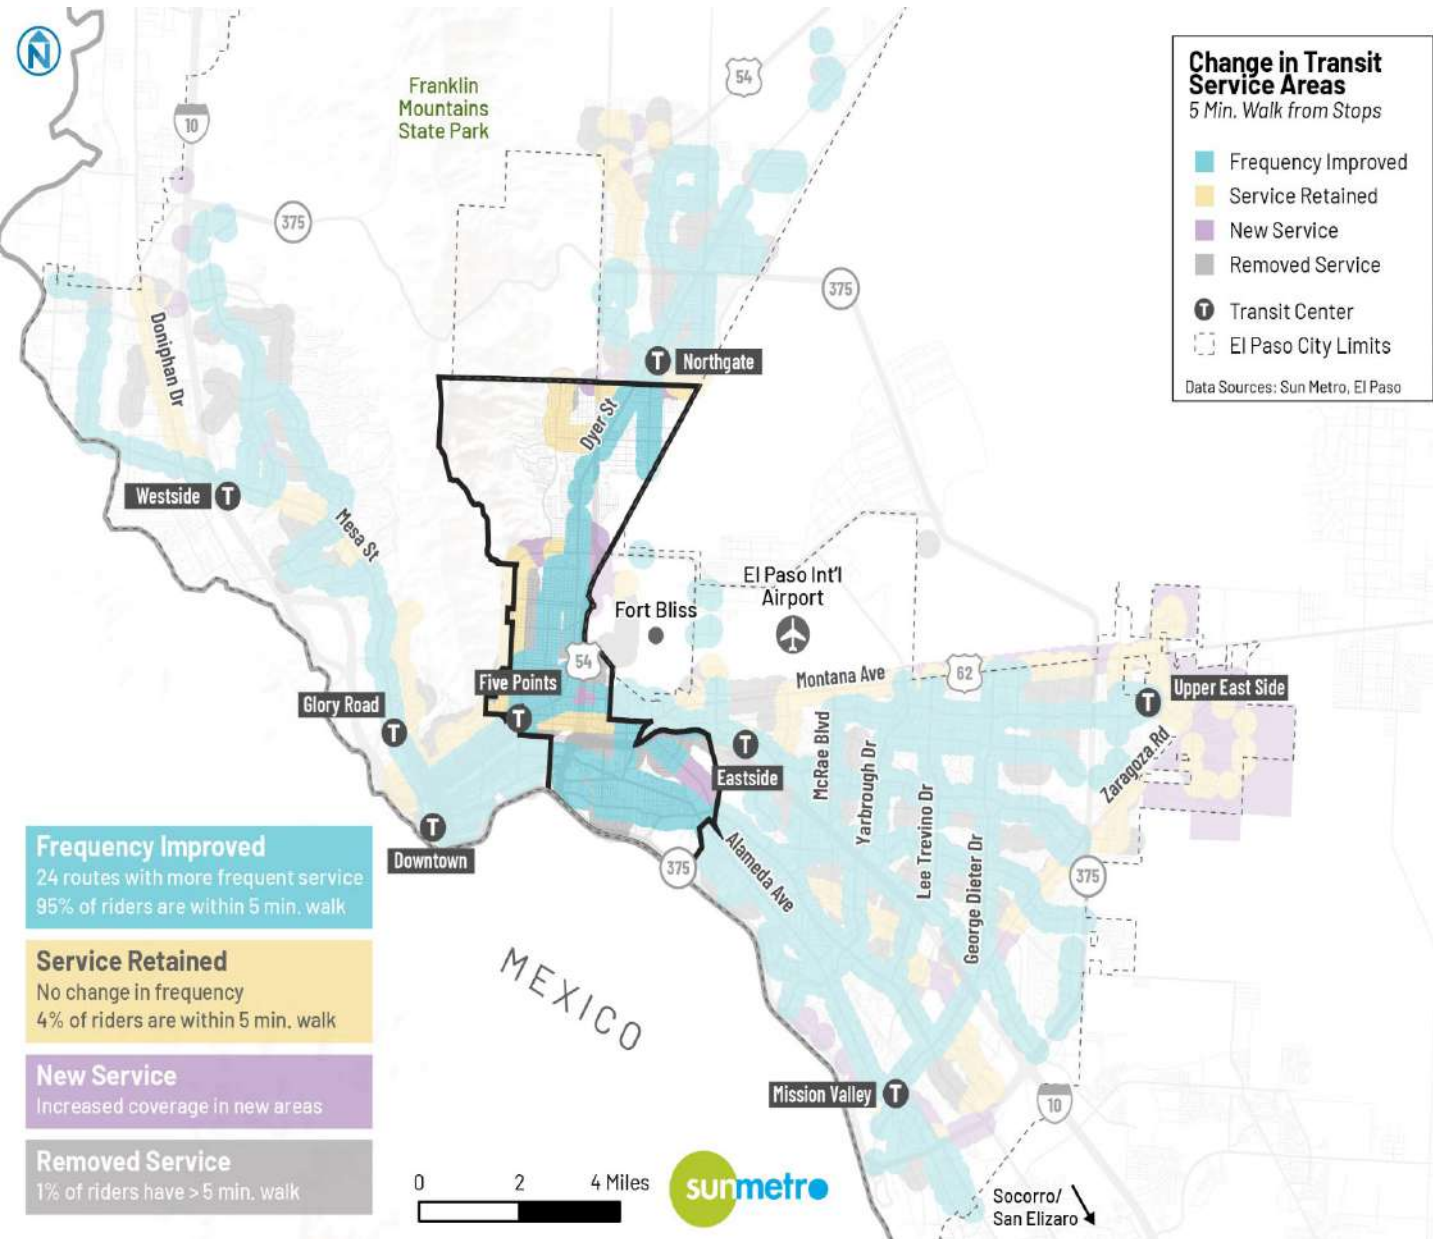 N
Franklin
Mountains
State Park
54
10
375
375
Change in Transit
Service Areas
5 Min. Walk from Stops
Frequency Improved
Service Retained
New Service
Removed Service
T Transit Center
El Paso City Limits
Data Sources: Sun Metro, El Paso
Doniphan Dr
T Northgate
Dyer St
Westside T
Mesa St
El Paso Int'l
Airport
Fort Bliss
54
Five Points
T
Montana Ave
62
Upper East Side
T
Glory Road
T
T
Eastside
McRae Blvd
Yarbrough Dr
Lee Trevino Dr
George Dieter Dr
Zaragoza Rd
T
Downtown
375
Alameda Ave
375
Frequency Improved
24 routes with more frequent service
95% of riders are within 5 min. walk
Service Retained
No change in frequency
4% of riders are within 5 min. walk
New Service
Increased coverage in new areas
Removed Service
1% of riders have > 5 min. walk
MEXICO
Mission Valley T
10
0 2 4 Miles
sunmetro
Socorro/
San Elizaro